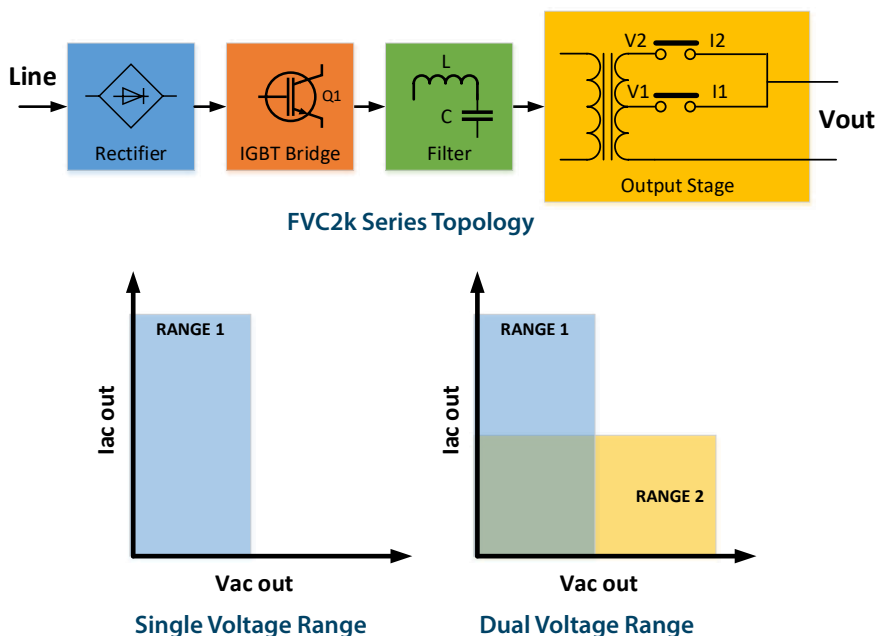 Line
Rectifier
Q1
IGBT Bridge
L
C
Filter
V2
I2
V1
I1
Output Stage
Vout
FVC2k Series Topology
Iac out
RANGE 1
Vac out
Single Voltage Range
Iac out
RANGE 1
RANGE 2
Vac out
Dual Voltage Range